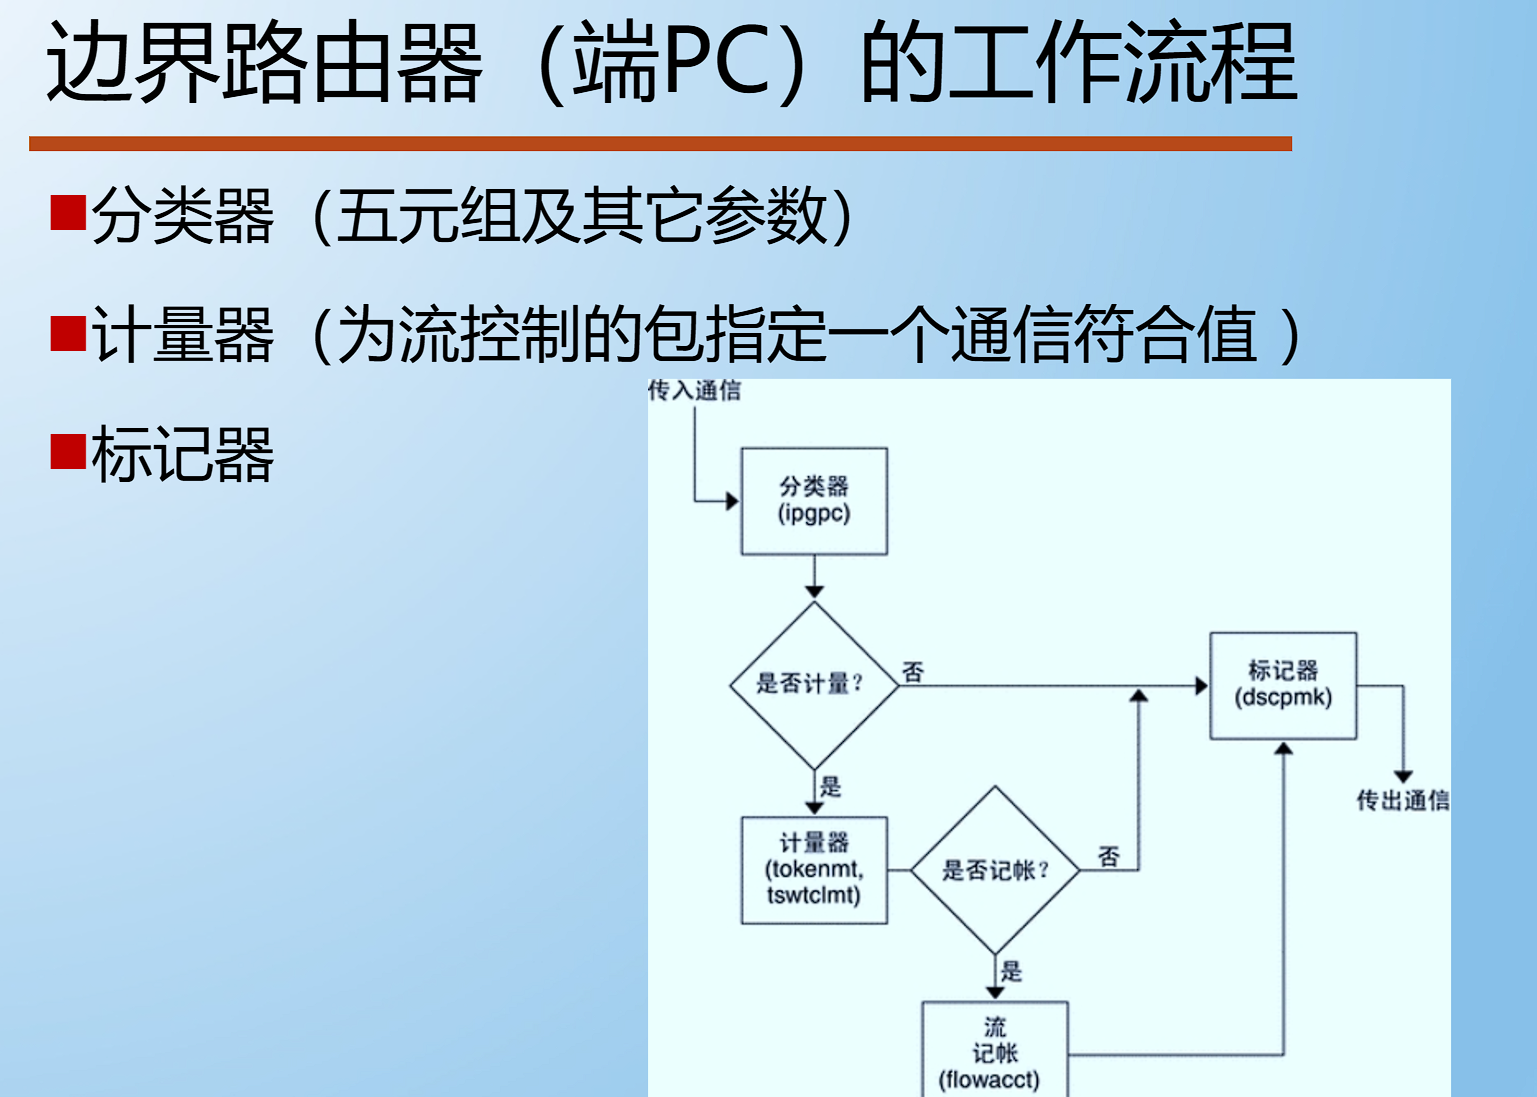 边界路由器（端PC）的工作流程
分类器（五元组及其它参数）
计量器（为流控制的包指定一个通信符合值 ）
标记器
传入通信
分类器
(ipgpc)
是否计量？
否
标记器
(dscpmk)
是
传出通信
计量器
(tokenmt,
tswtclmt)
是否记帐？
否
是
流
记帐
(flowacct)